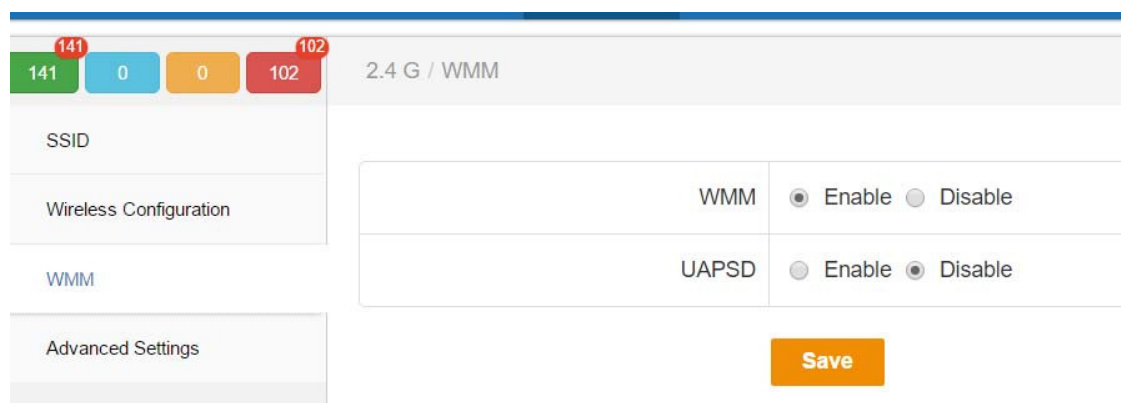 141 102
141 0 0 102
2.4 G / WMM
SSID
Wireless Configuration
WMM
Advanced Settings
WMM Enable Disable
UAPSD Enable Disable
Save